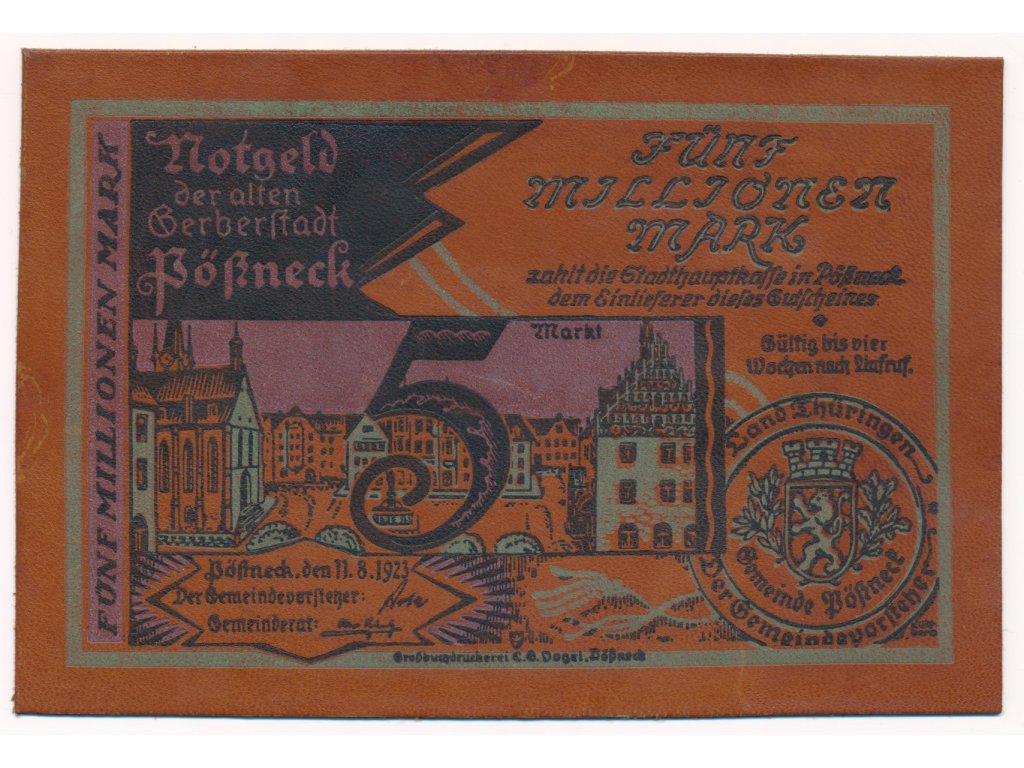 FÜNF MILLIONEN MARK
Notgeld
der alten
Gerberstadt
Pößneck
FÜNF
MILLIONEN
MARK
zahlt die Stadthauptkasse in Pößneck
dem Einlieferer dieses Gutscheines.
Gültig bis vier
Wochen nach Aufruf.
Markt
5
Land Thüringen
Gemeinde Pößneck
Der Gemeindevorsteher
Pößneck, den 11.8.1923
Der Gemeindevorsteher:
Gemeinderat:
Großbuchdruckerei C.G. Vogel, Pößneck